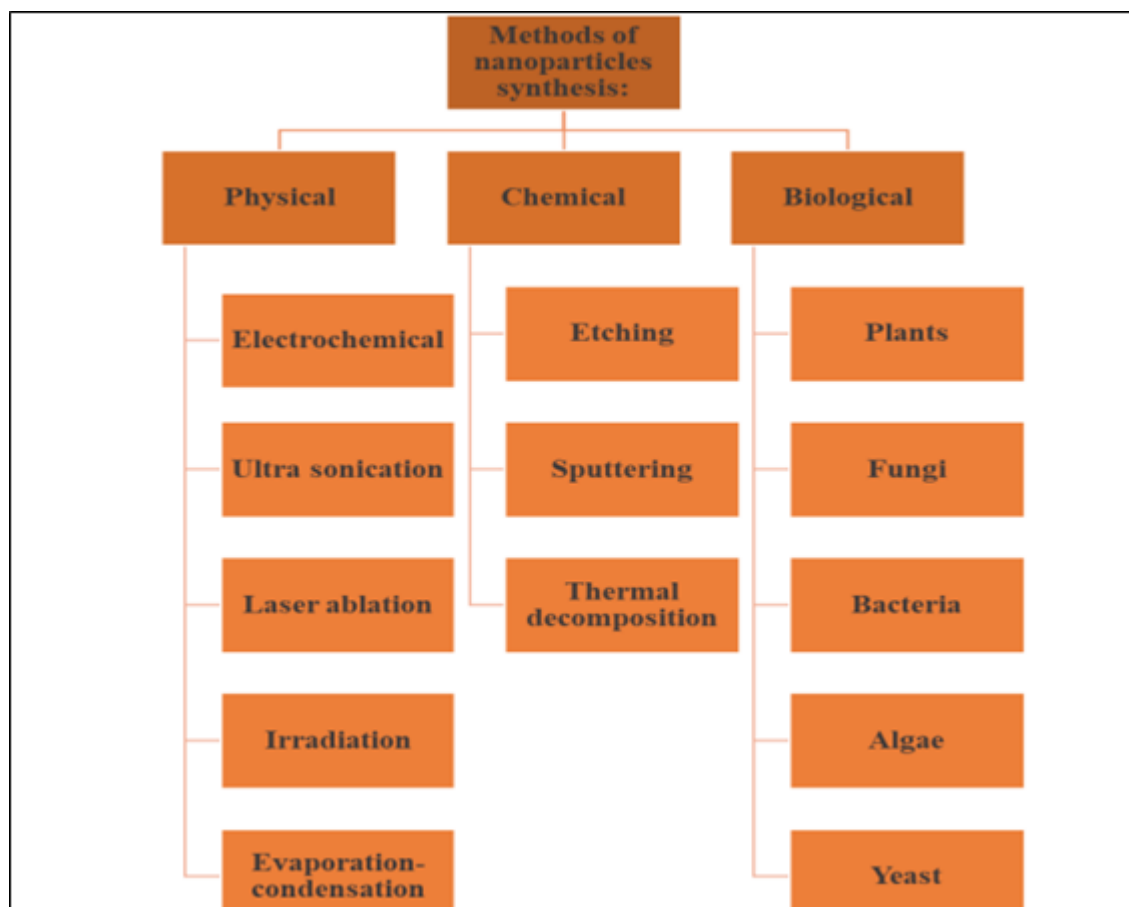 Methods of
nanoparticles
synthesis:
Physical
Chemical
Biological
Electrochemical
Ultra sonication
Laser ablation
Irradiation
Evaporation-
condensation
Etching
Sputtering
Thermal
decomposition
Plants
Fungi
Bacteria
Algae
Yeast